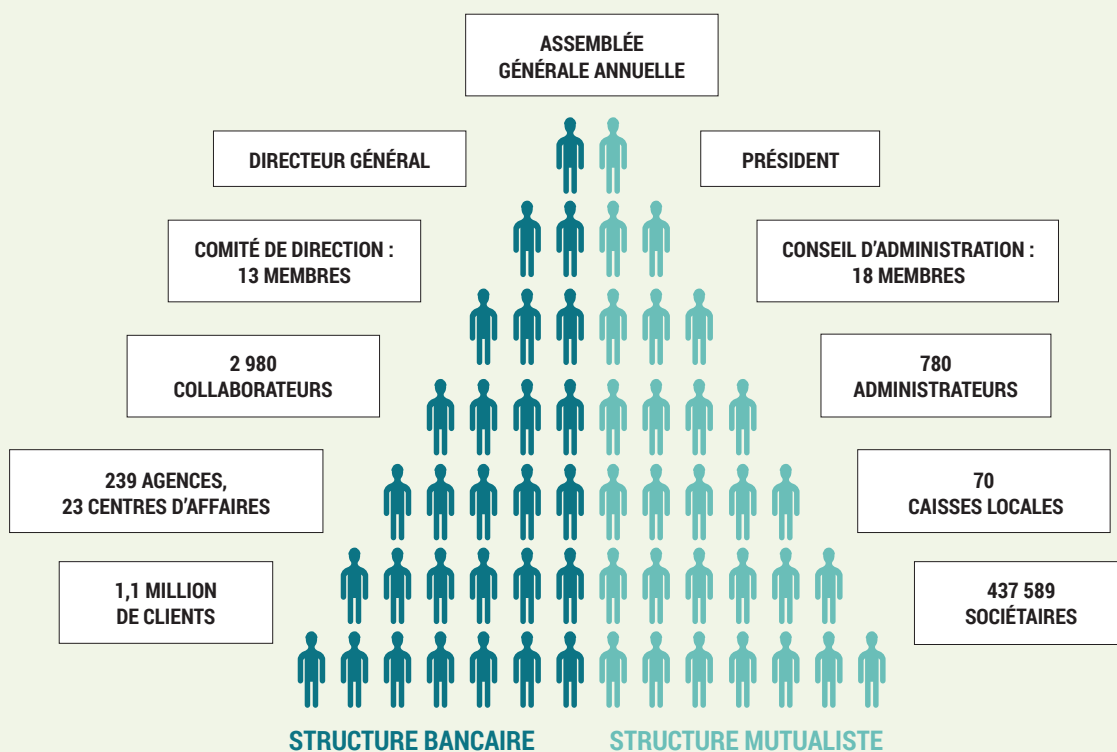 ASSEMBLÉE
GÉNÉRALE ANNUELLE
DIRECTEUR GÉNÉRAL
PRÉSIDENT
COMITÉ DE DIRECTION :
13 MEMBRES
CONSEIL D'ADMINISTRATION :
18 MEMBRES
2 980
COLLABORATEURS
780
ADMINISTRATEURS
239 AGENCES,
23 CENTRES D'AFFAIRES
70
CAISSES LOCALES
1,1 MILLION
DE CLIENTS
437 589
SOCIÉTAIRES
STRUCTURE BANCAIRE
STRUCTURE MUTUALISTE